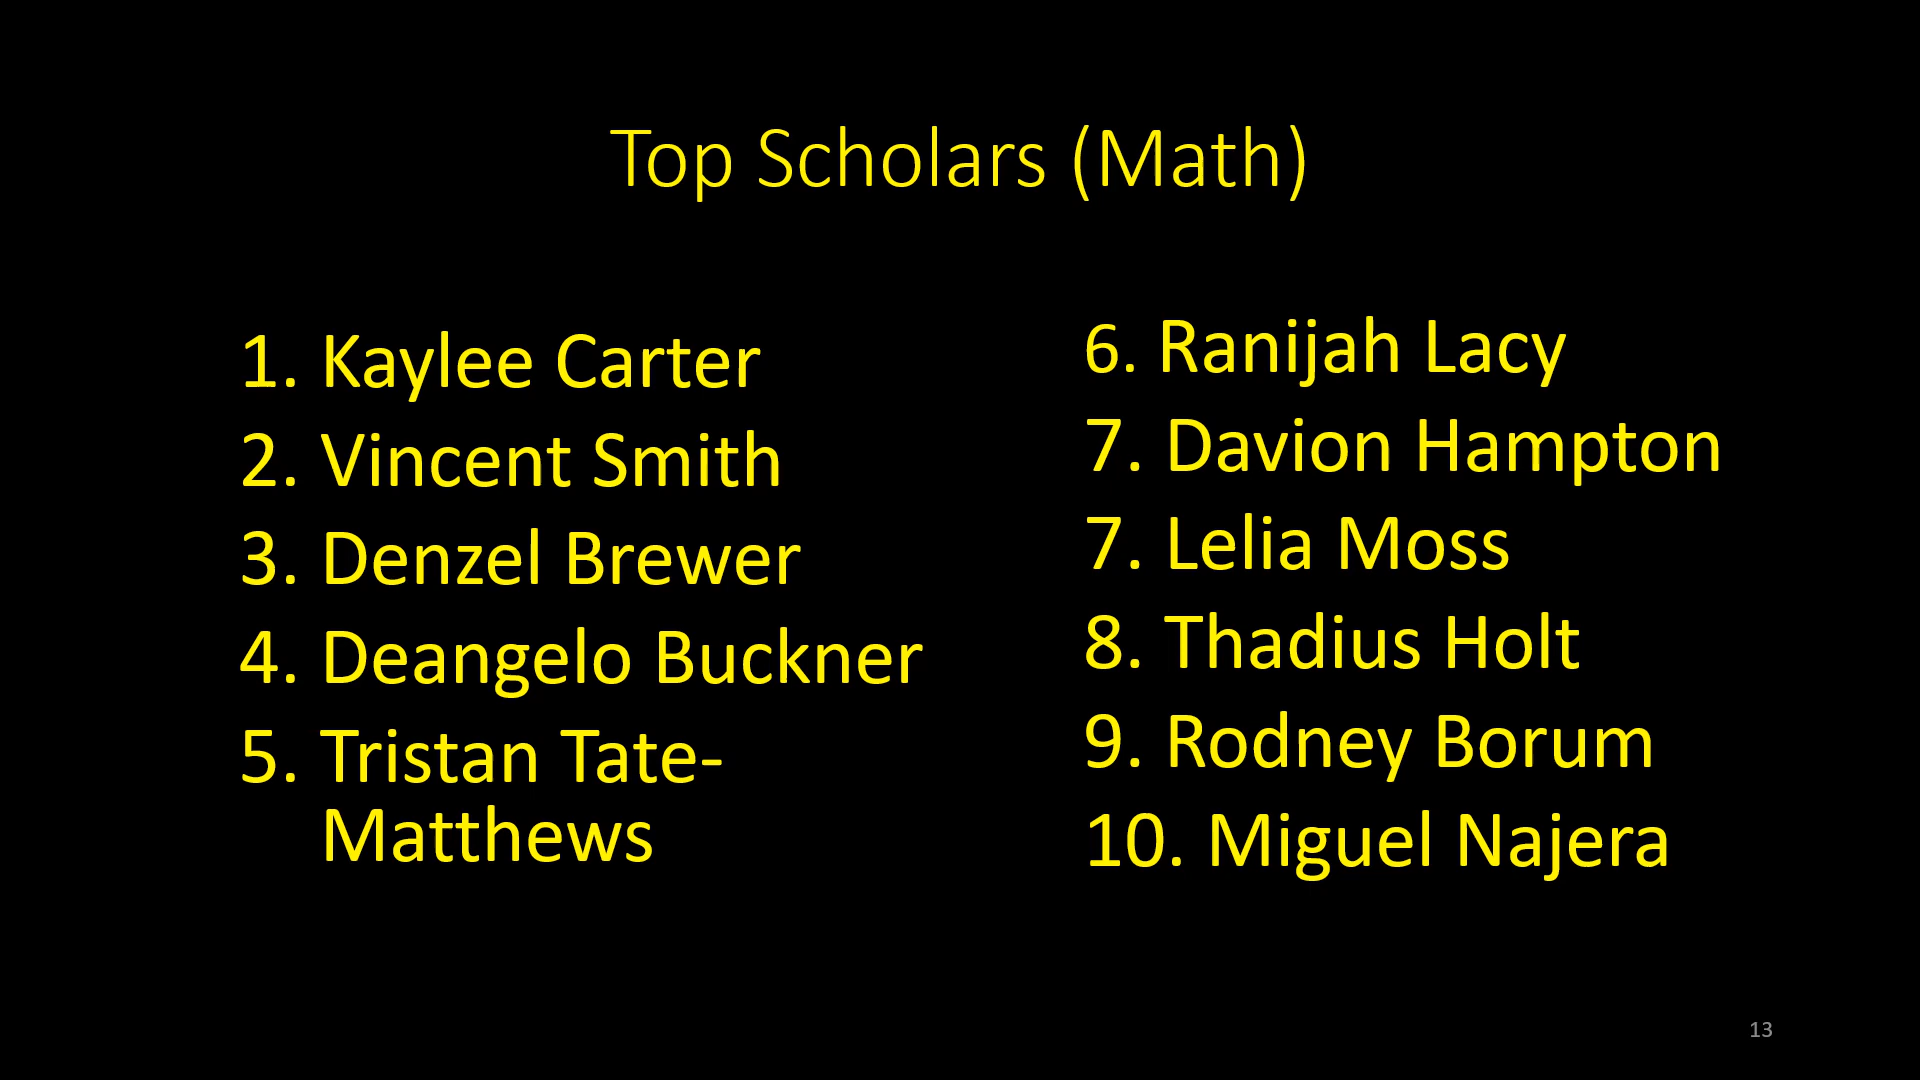 Top Scholars (Math)
1. Kaylee Carter
2. Vincent Smith
3. Denzel Brewer
4. Deangelo Buckner
5. Tristan Tate-
Matthews
6. Ranijah Lacy
7. Davion Hampton
7. Lelia Moss
8. Thadius Holt
9. Rodney Borum
10. Miguel Najera
13